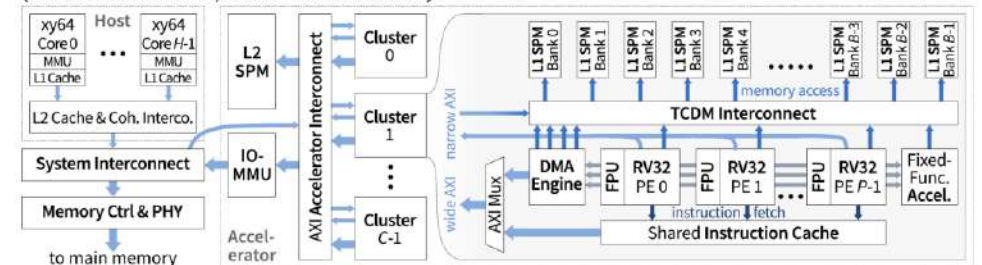 Host
xy64
Core 0
MMU
L1 Cache
xy64
Core H-1
MMU
L1 Cache
L2 Cache & Coh. Interco.
System Interconnect
Memory Ctrl & PHY
to main memory
L2
SPM
IO-
MMU
Accel-
erator
AXI Accelerator Interconnect
Cluster
0
Cluster
1
Cluster
C-1
narrow AXI
wide AXI
L1 SPM
Bank 0
L1 SPM
Bank 1
L1 SPM
Bank 2
L1 SPM
Bank 3
L1 SPM
Bank 4
L1 SPM
Bank B-3
L1 SPM
Bank B-2
L1 SPM
Bank B-1
memory access
TCDM Interconnect
AXI Mux
DMA
Engine
FPU
RV32
PE 0
FPU
RV32
PE 1
FPU
RV32
PE P-1
Fixed-
Func.
Accel.
instruction fetch
Shared Instruction Cache